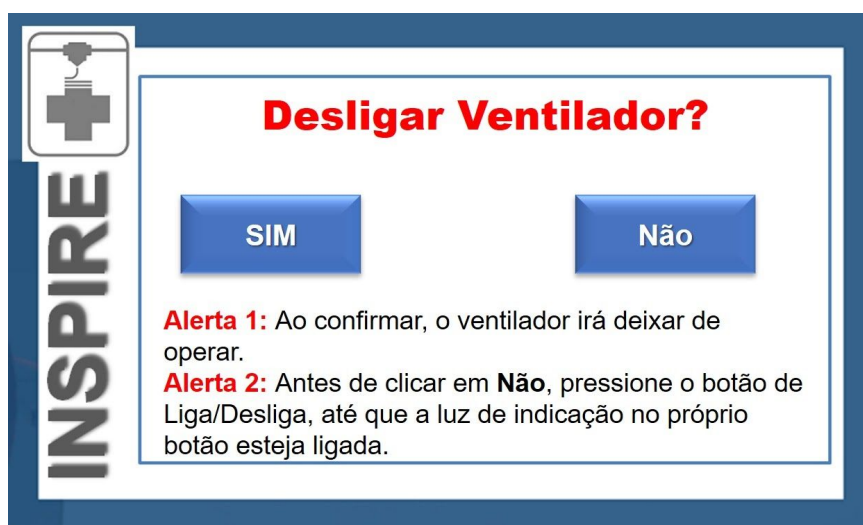 INSPIRE
Desligar Ventilador?
SIM
Não
Alerta 1: Ao confirmar, o ventilador irá deixar de
operar.
Alerta 2: Antes de clicar em Não, pressione o botão de
Liga/Desliga, até que a luz de indicação no próprio
botão esteja ligada.